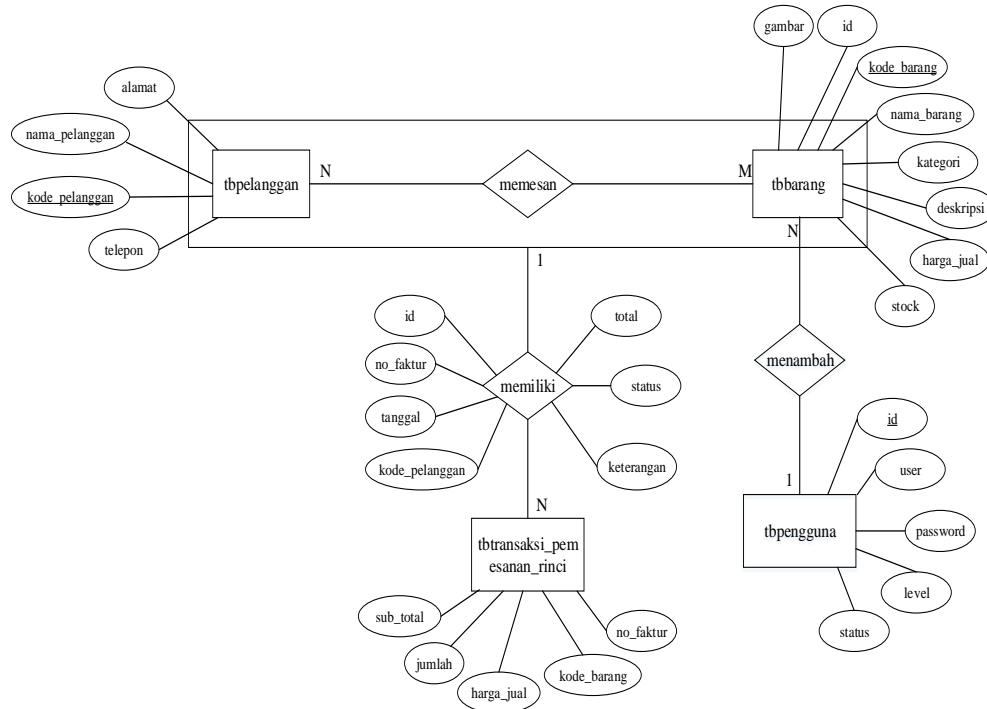 gambar
id
kode_barang
alamat
nama_barang
nama_pelanggan
tbpelanggan
N
memesan
M
tbbarang
kategori
kode_pelanggan
deskripsi
telepon
N
harga_jual
1
stock
id
total
no_faktur
memiliki
status
menambah
tanggal
id
kode_pelanggan
keterangan
user
1
N
tbpengguna
password
tbtransaksi_pem
esanan_rinci
level
sub_total
no_faktur
status
jumlah
kode_barang
harga_jual